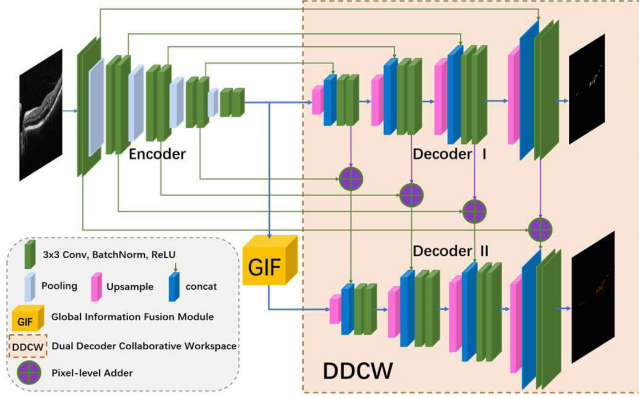 Encoder
Decoder I
GIF
Decoder II
DDCW
3x3 Conv, BatchNorm, ReLU
Pooling
Upsample
concat
GIF
Global Information Fusion Module
DDCW
Dual Decoder Collaborative Workspace
Pixel-level Adder